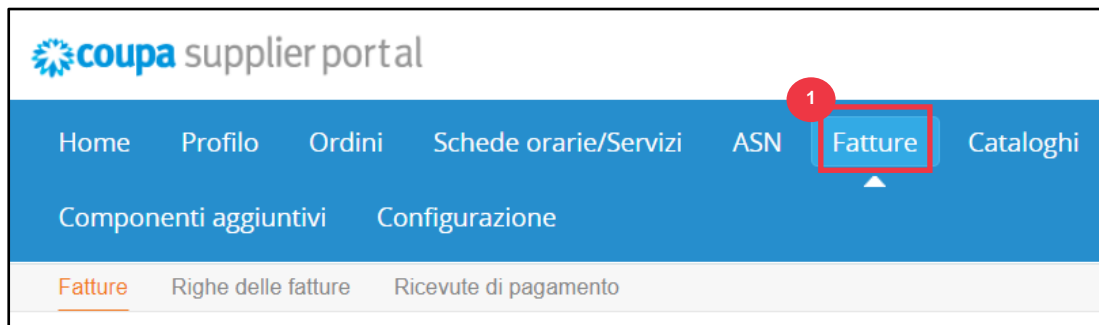 coupa supplier portal
1
Home Profilo Ordini Schede orarie/Servizi ASN Fatture Cataloghi
Componenti aggiuntivi Configurazione
Fatture Righe delle fatture Ricevute di pagamento